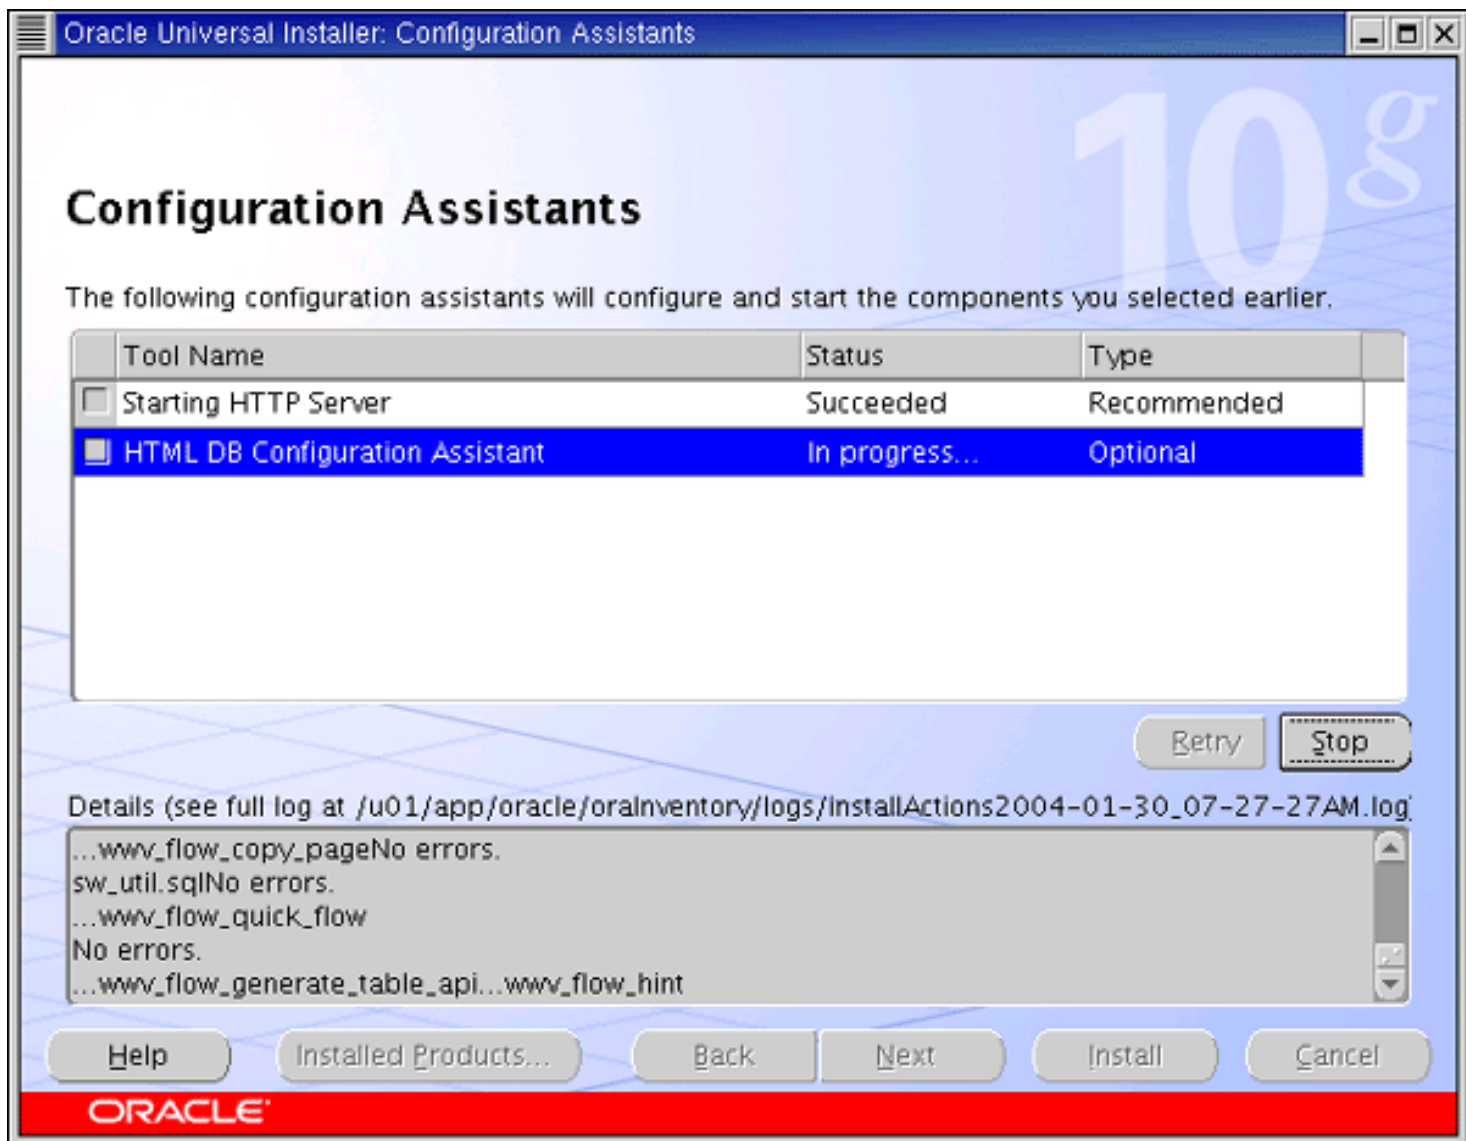 Oracle Universal Installer: Configuration Assistants
10g
Configuration Assistants
The following configuration assistants will configure and start the components you selected earlier.
Tool Name Status Type
Starting HTTP Server Succeeded Recommended
HTML DB Configuration Assistant In progress... Optional
Retry Stop
Details (see full log at /u01/app/oracle/oraInventory/logs/installActions2004-01-30_07-27-27AM.log)
...wwv_flow_copy_pageNo errors.
sw_util.sqlNo errors.
...wwv_flow_quick_flow
No errors.
...wwv_flow_generate_table_api...wwv_flow_hint
Help Installed Products... Back Next Install Cancel
ORACLE